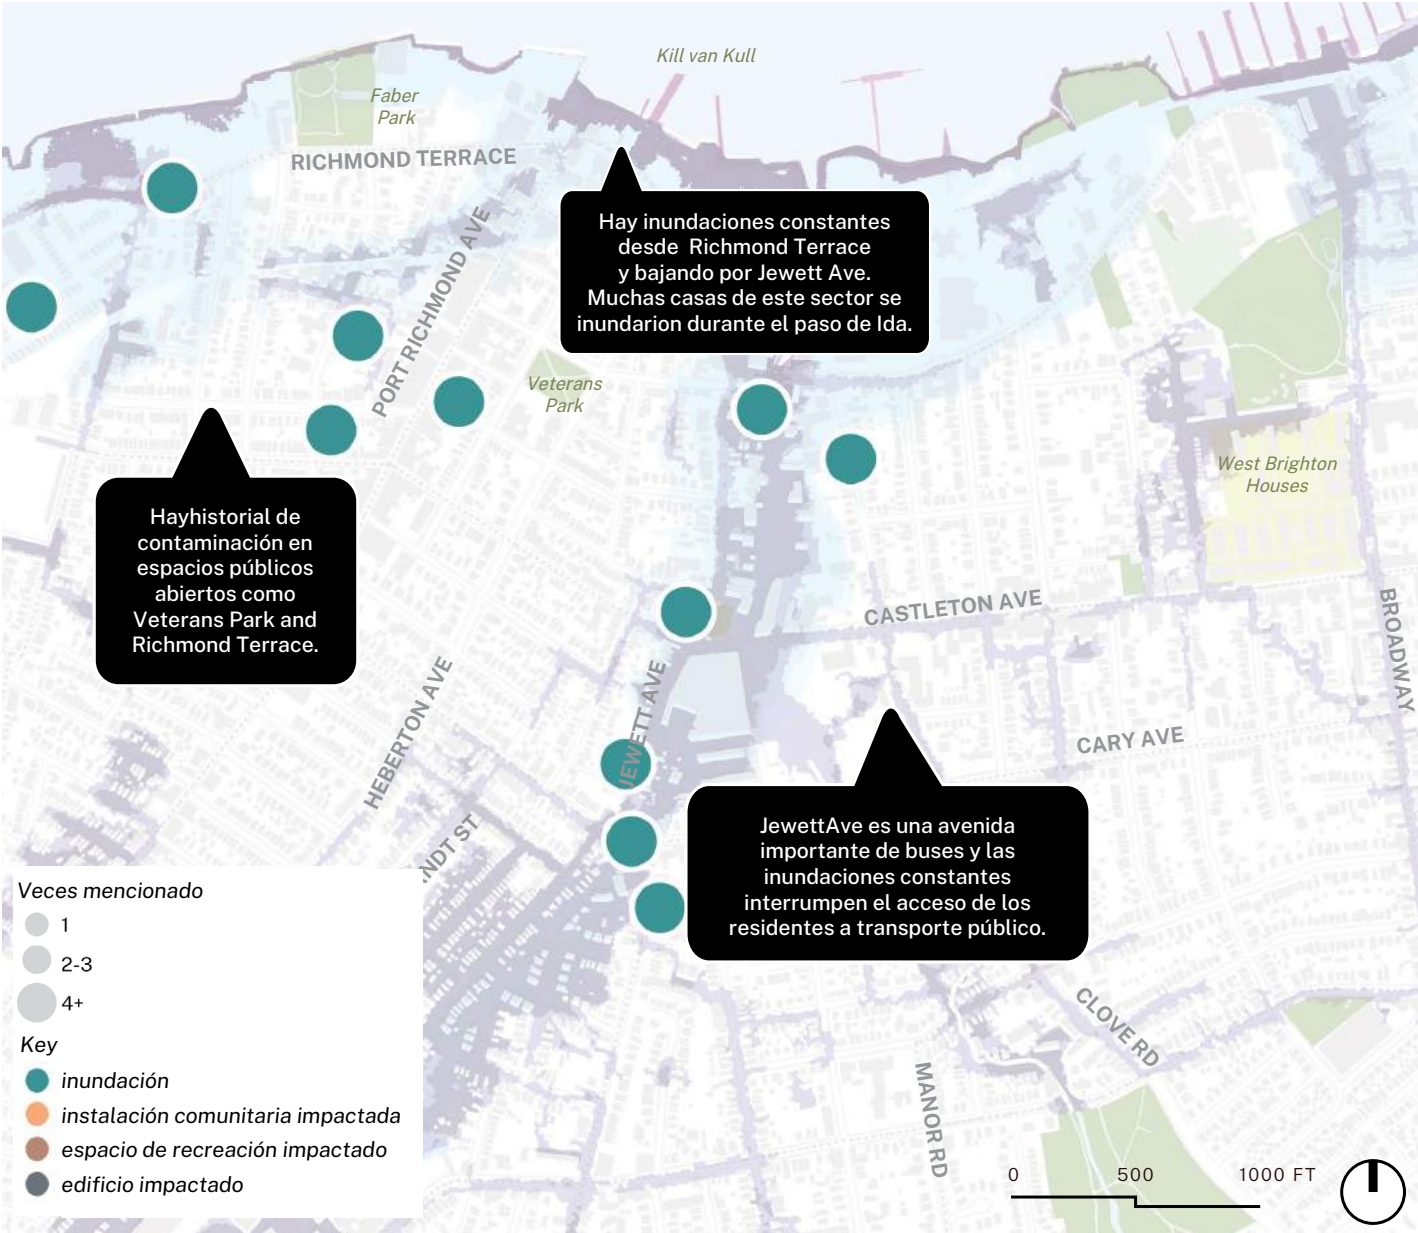 Kill van Kull
Faber
Park
RICHMOND TERRACE
PORT RICHMOND AVE
Hay inundaciones constantes
desde Richmond Terrace
y bajando por Jewett Ave.
Muchas casas de este sector se
inundarion durante el paso de Ida.
Veterans
Park
West Brighton
Houses
Hayhistorial de
contaminación en
espacios públicos
abiertos como
Veterans Park and
Richmond Terrace.
CASTLETON AVE
BROADWAY
HEBERTON AVE
JEWETT AVE
CARY AVE
NDT ST
JewettAve es una avenida
importante de buses y las
inundaciones constantes
interrumpen el acceso de los
residentes a transporte público.
CLOVE RD
MANOR RD
Veces mencionado
1
2-3
4+
Key
inundación
instalación comunitaria impactada
espacio de recreación impactado
edificio impactado
0 500 1000 FT